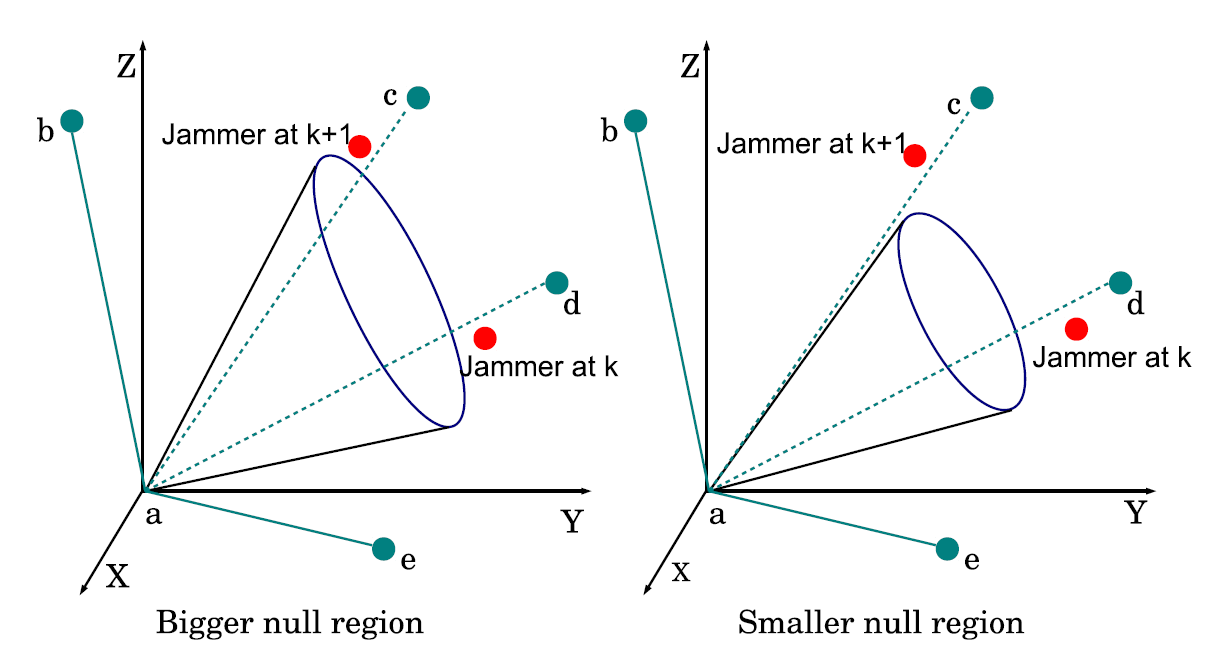 Z
c
b
Jammer at k+1
d
Jammer at k
a
Y
e
X
Bigger null region
Z
c
b
Jammer at k+1
d
Jammer at k
a
Y
e
X
Smaller null region